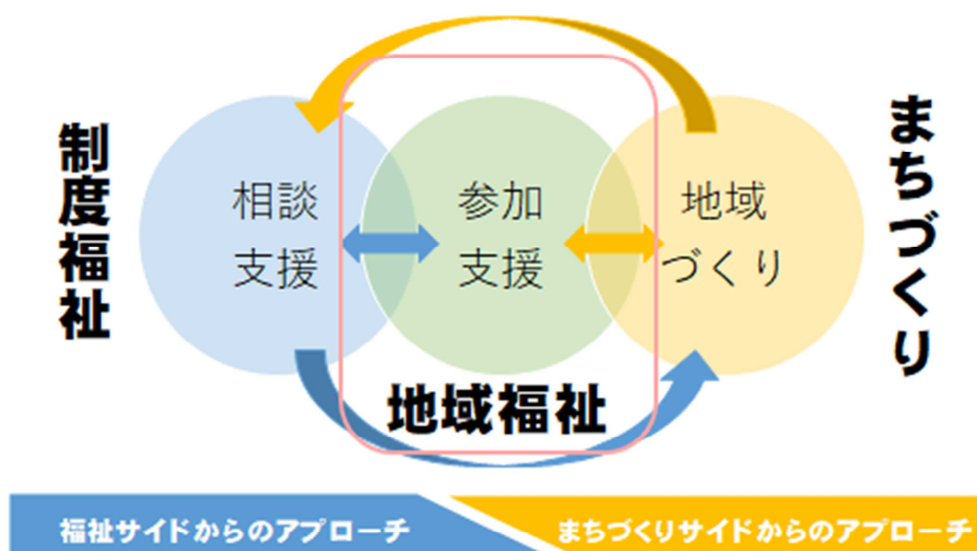 制度福祉
相談
支援
参加
支援
地域
づくり
まちづくり
地域福祉
福祉サイドからのアプローチ
まちづくりサイドからのアプローチ